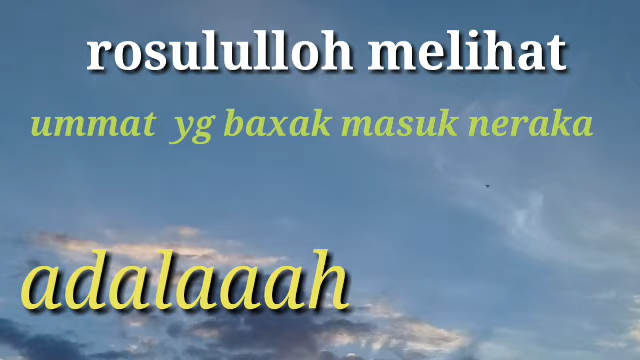 rosululloh melihat
ummat yg baxak masuk neraka
adalaaah